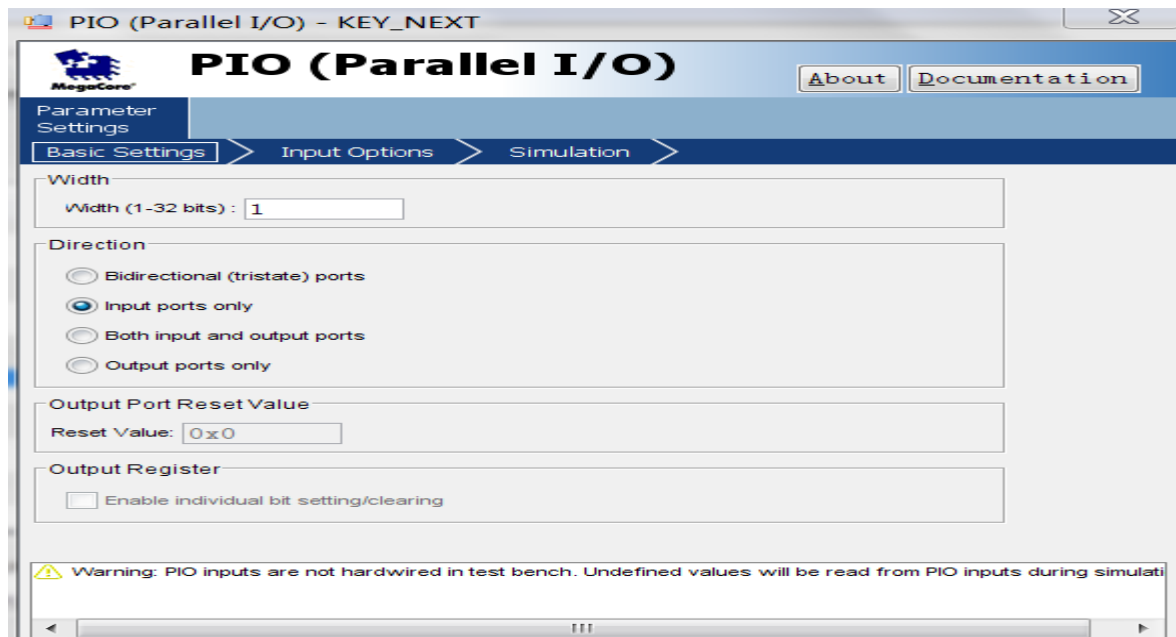 PIO (Parallel I/O) - KEY_NEXT
MegaCore®
PIO (Parallel I/O)
About
Documentation
Parameter
Settings
Basic Settings
Input Options
Simulation
Width
Width (1-32 bits) : 1
Direction
Bidirectional (tristate) ports
Input ports only
Both input and output ports
Output ports only
Output Port Reset Value
Reset Value: 0x0
Output Register
Enable individual bit setting/clearing
Warning: PIO inputs are not hardwired in test bench. Undefined values will be read from PIO inputs during simulati